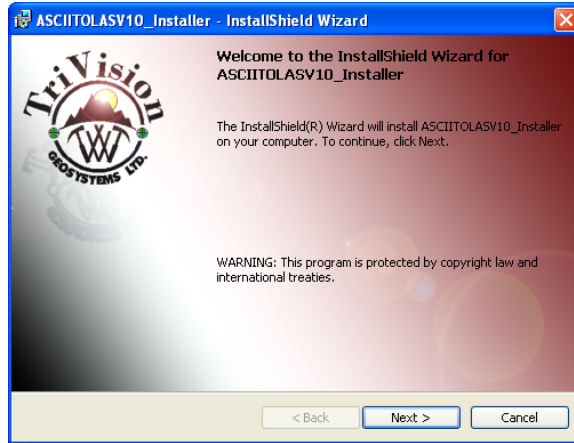 ASCIITOLASV10_Installer - InstallShield Wizard
TriVision
GEOSYSTEMS LTD.
Welcome to the InstallShield Wizard for
ASCIITOLASV10_Installer
The InstallShield(R) Wizard will install ASCIITOLASV10_Installer
on your computer. To continue, click Next.
WARNING: This program is protected by copyright law and
international treaties.
< Back
Next >
Cancel